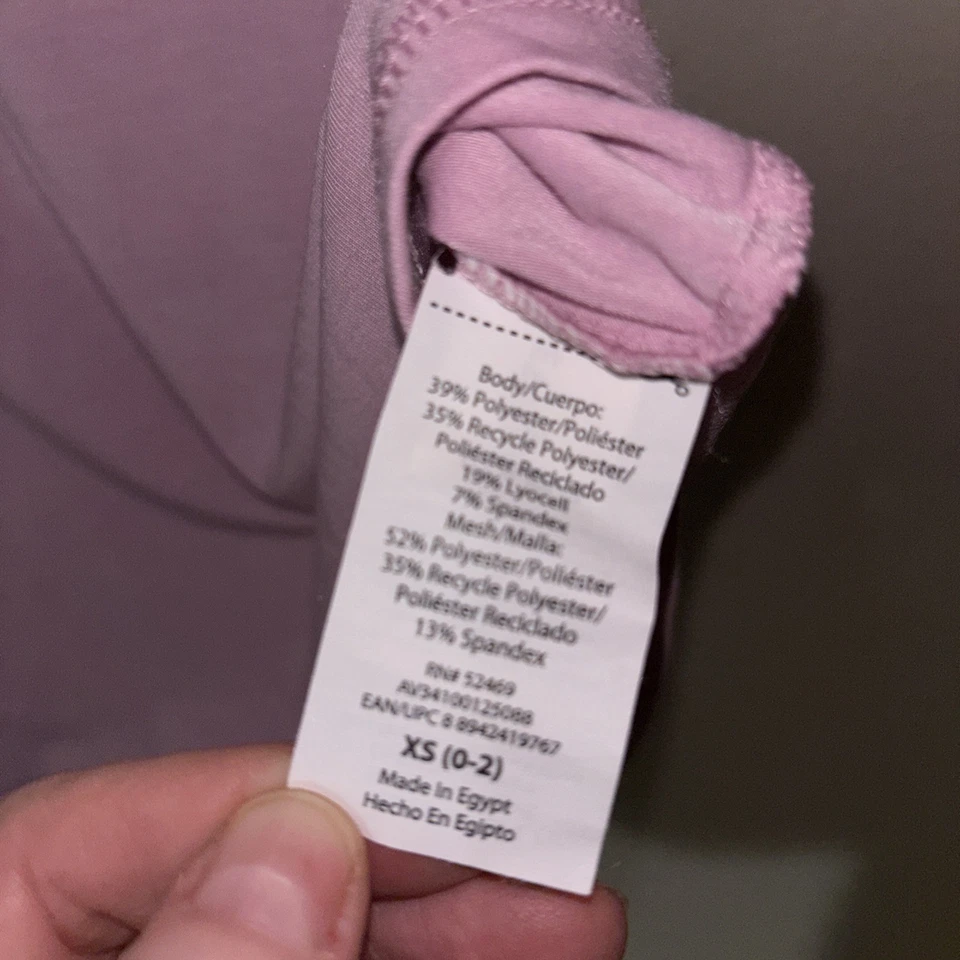 Body/Cuerpo:
39% Polyester/Poliéster
35% Recycle Polyester/
Poliéster Reciclado
19% Lyocell
7% Spandex
Mesh/Malla:
52% Polyester/Poliéster
35% Recycle Polyester/
Poliéster Reciclado
13% Spandex
RN# 52469
AV34100125088
EAN/UPC 8 8942419767
XS (0-2)
Made In Egypt
Hecho En Egipto